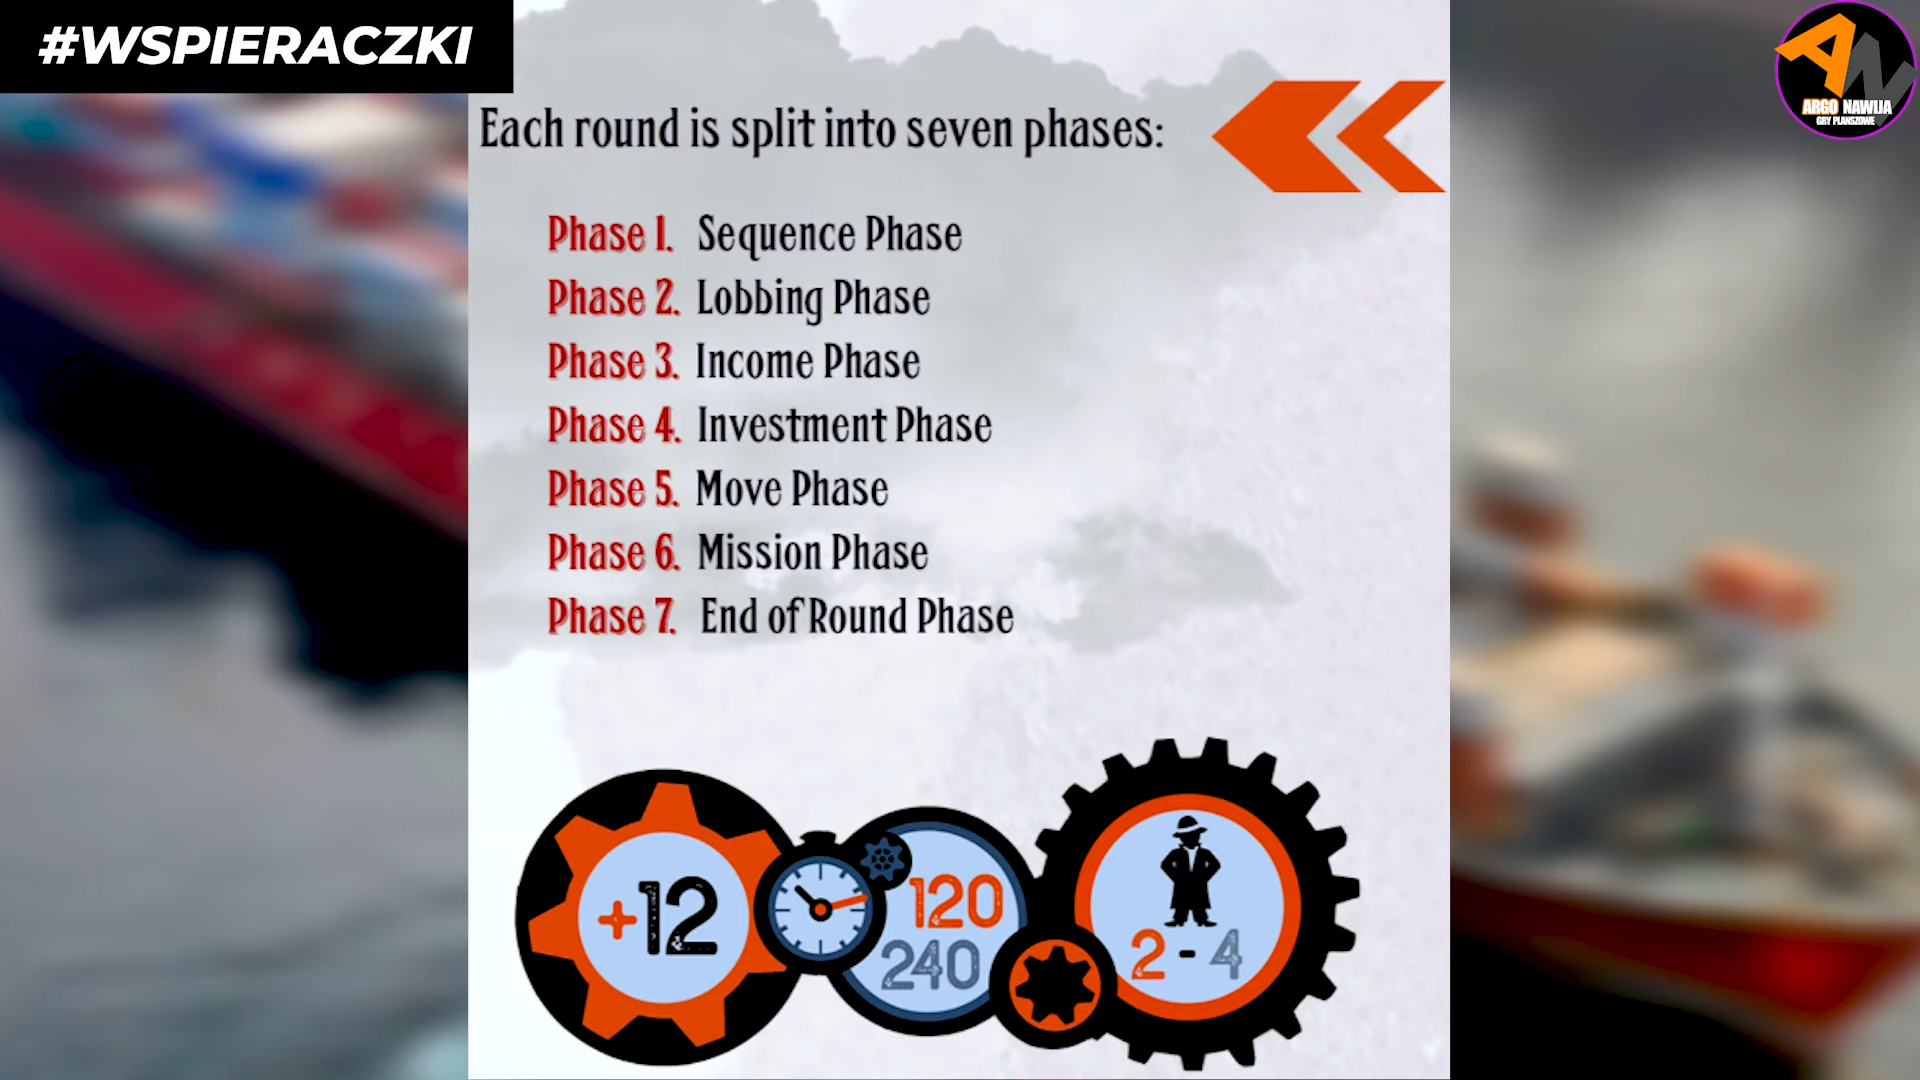 #WSPIERACZKI
ARGO NAWIJA
GRY PLANSZOWE
Each round is split into seven phases:
Phase 1. Sequence Phase
Phase 2. Lobbing Phase
Phase 3. Income Phase
Phase 4. Investment Phase
Phase 5. Move Phase
Phase 6. Mission Phase
Phase 7. End of Round Phase
+12
120
240
2 - 4